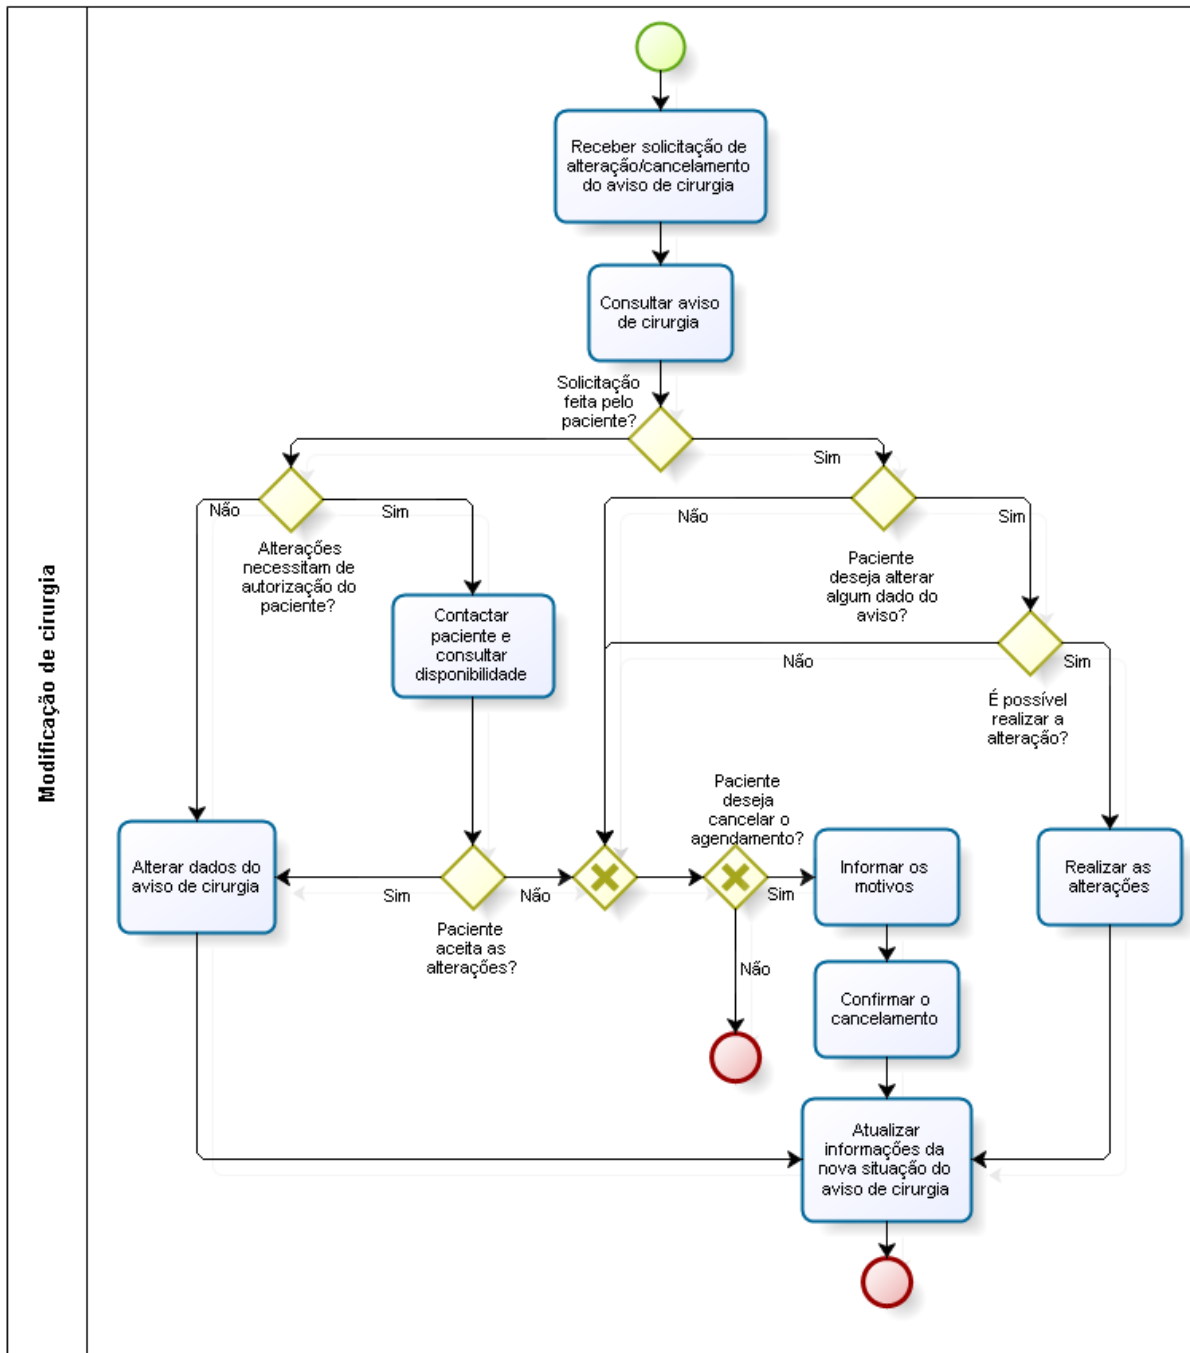 Modificação de cirurgia
Receber solicitação de
alteração/cancelamento
do aviso de cirurgia
Consultar aviso
de cirurgia
Solicitação
feita pelo
paciente?
Sim
Não
Sim
Alterações
necessitam de
autorização do
paciente?
Não
Sim
Paciente
deseja alterar
algum dado do
aviso?
Contactar
paciente e
consultar
disponibilidade
Não
Sim
É possível
realizar a
alteração?
Paciente
deseja
cancelar o
agendamento?
Alterar dados do
aviso de cirurgia
Sim
Não
Paciente
aceita as
alterações?
Sim
Não
Informar os
motivos
Realizar as
alterações
Confirmar o
cancelamento
Atualizar
informações da
nova situação do
aviso de cirurgia